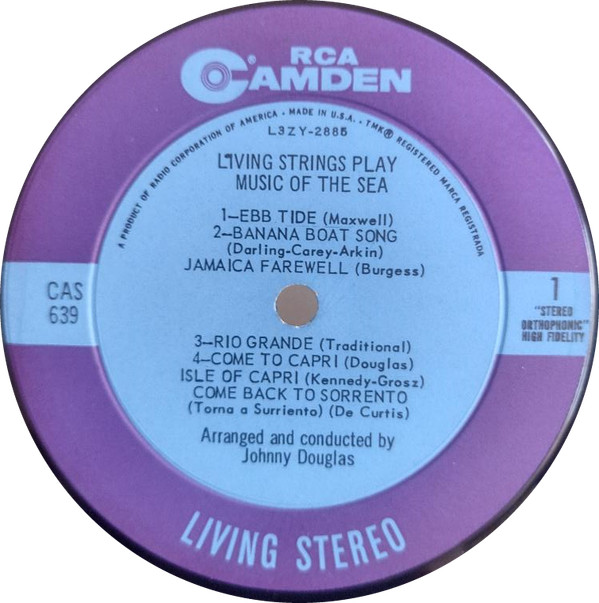 RCA
CAMDEN®
A PRODUCT OF RADIO CORPORATION OF AMERICA • MADE IN U.S.A. • TMK® REGISTERED MARCA REGISTRADA
L3ZY-2885
LIVING STRINGS PLAY
MUSIC OF THE SEA
1—EBB TIDE (Maxwell)
2—BANANA BOAT SONG
(Darling-Carey-Arkin)
JAMAICA FAREWELL (Burgess)
CAS
639
1
"STEREO
ORTHOPHONIC"
HIGH FIDELITY
3—RIO GRANDE (Traditional)
4—COME TO CAPRI (Douglas)
ISLE OF CAPRI (Kennedy-Grosz)
COME BACK TO SORRENTO
(Torna a Surriento) (De Curtis)
Arranged and conducted by
Johnny Douglas
LIVING STEREO